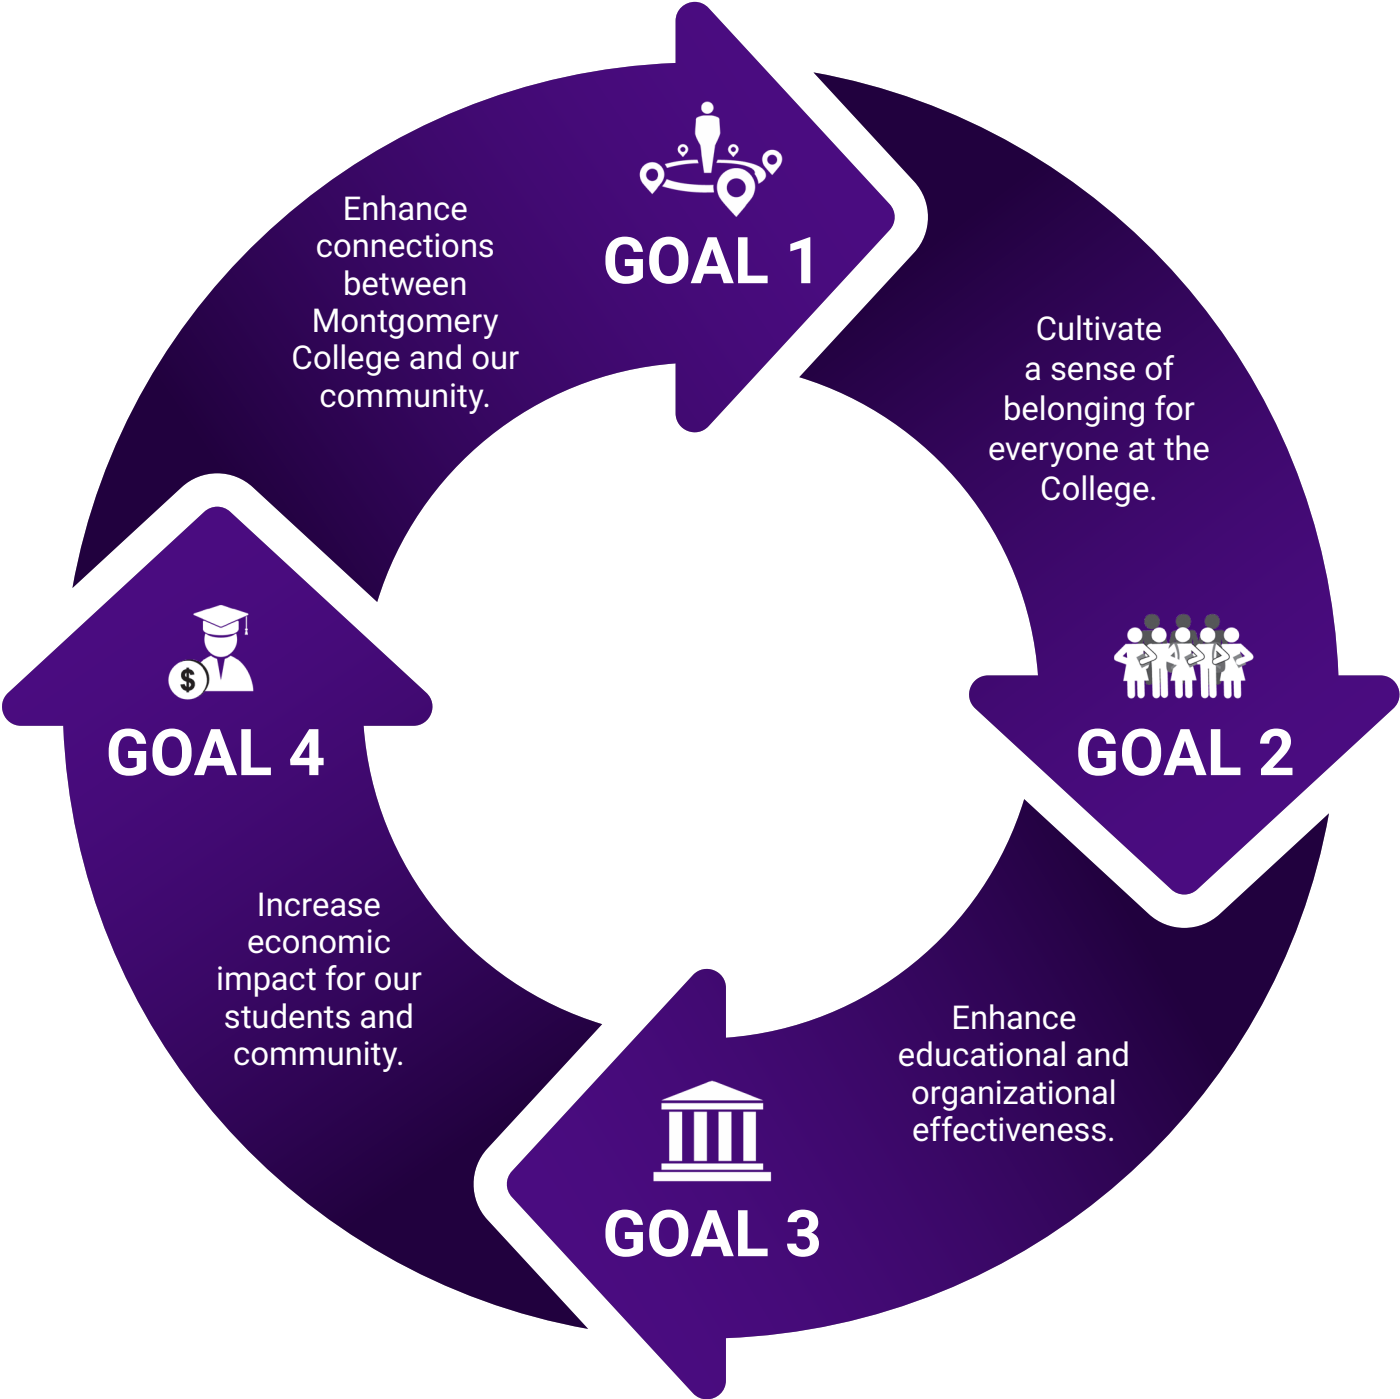 GOAL 1
Enhance
connections
between
Montgomery
College and our
community.
Cultivate
a sense of
belonging for
everyone at the
College.
GOAL 2
Enhance
educational and
organizational
effectiveness.
GOAL 3
GOAL 4
Increase
economic
impact for our
students and
community.
$